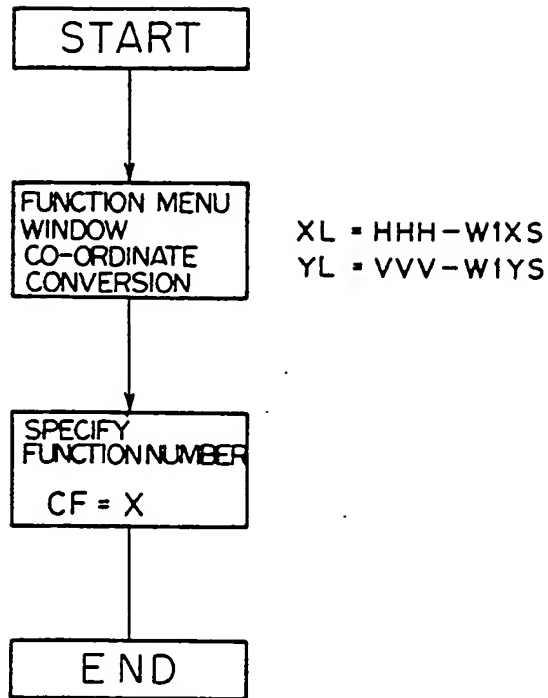 START
FUNCTION MENU
WINDOW
CO-ORDINATE
CONVERSION
XL = HHH-W1XS
YL = VVV-W1YS
SPECIFY
FUNCTION NUMBER
CF = X
END